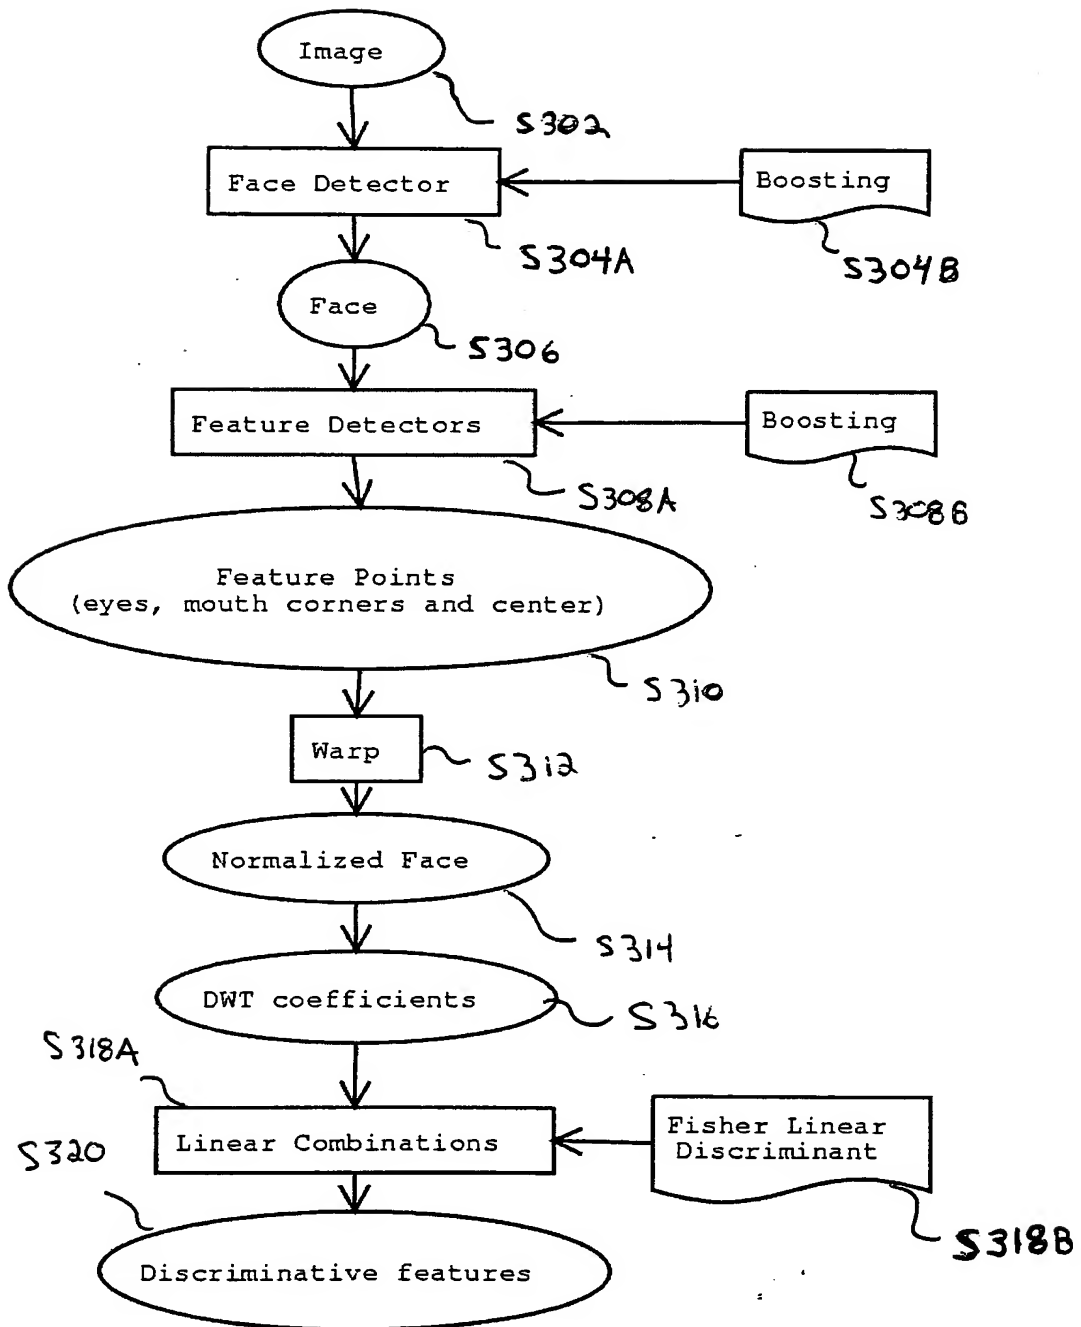 Image
S302
Face Detector
Boosting
S304A
S304B
Face
S306
Feature Detectors
Boosting
S308A
S308B
Feature Points
(eyes, mouth corners and center)
S310
Warp
S312
Normalized Face
S314
DWT coefficients
S316
S318A
Linear Combinations
Fisher Linear
Discriminant
S320
S318B
Discriminative features